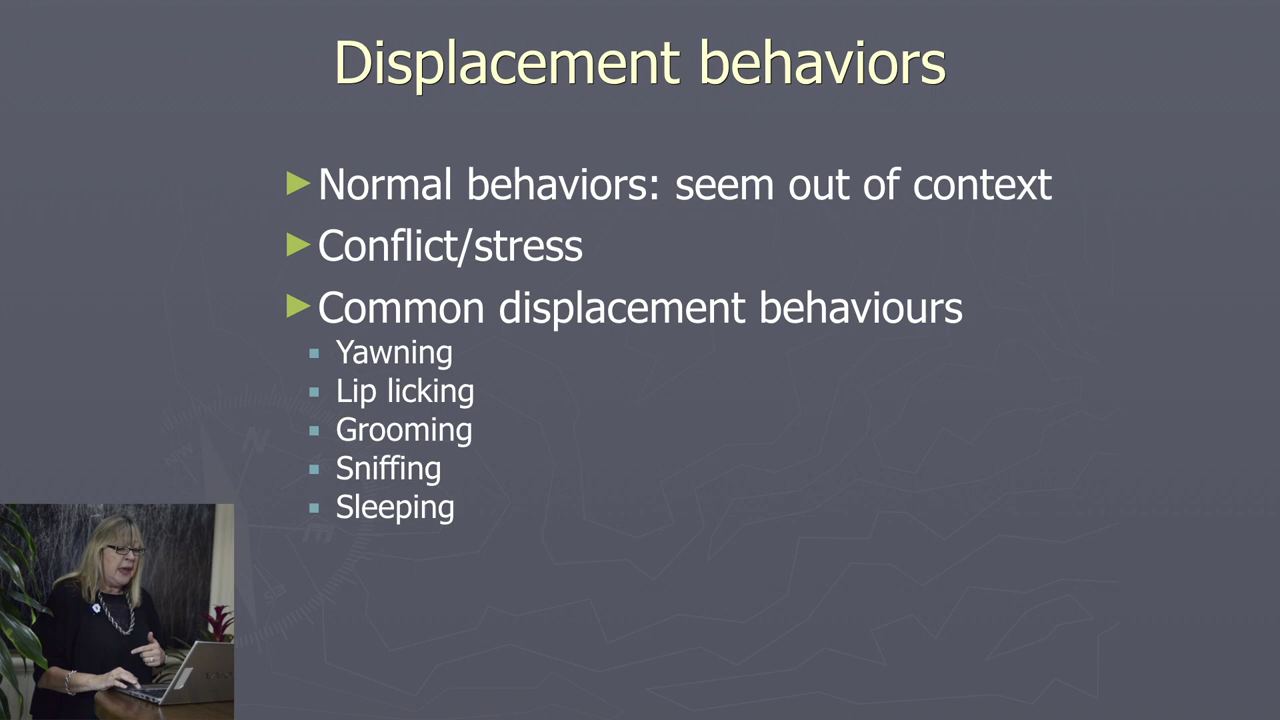 Displacement behaviors
Normal behaviors: seem out of context
Conflict/stress
Common displacement behaviours
Yawning
Lip licking
Grooming
Sniffing
Sleeping
N
E